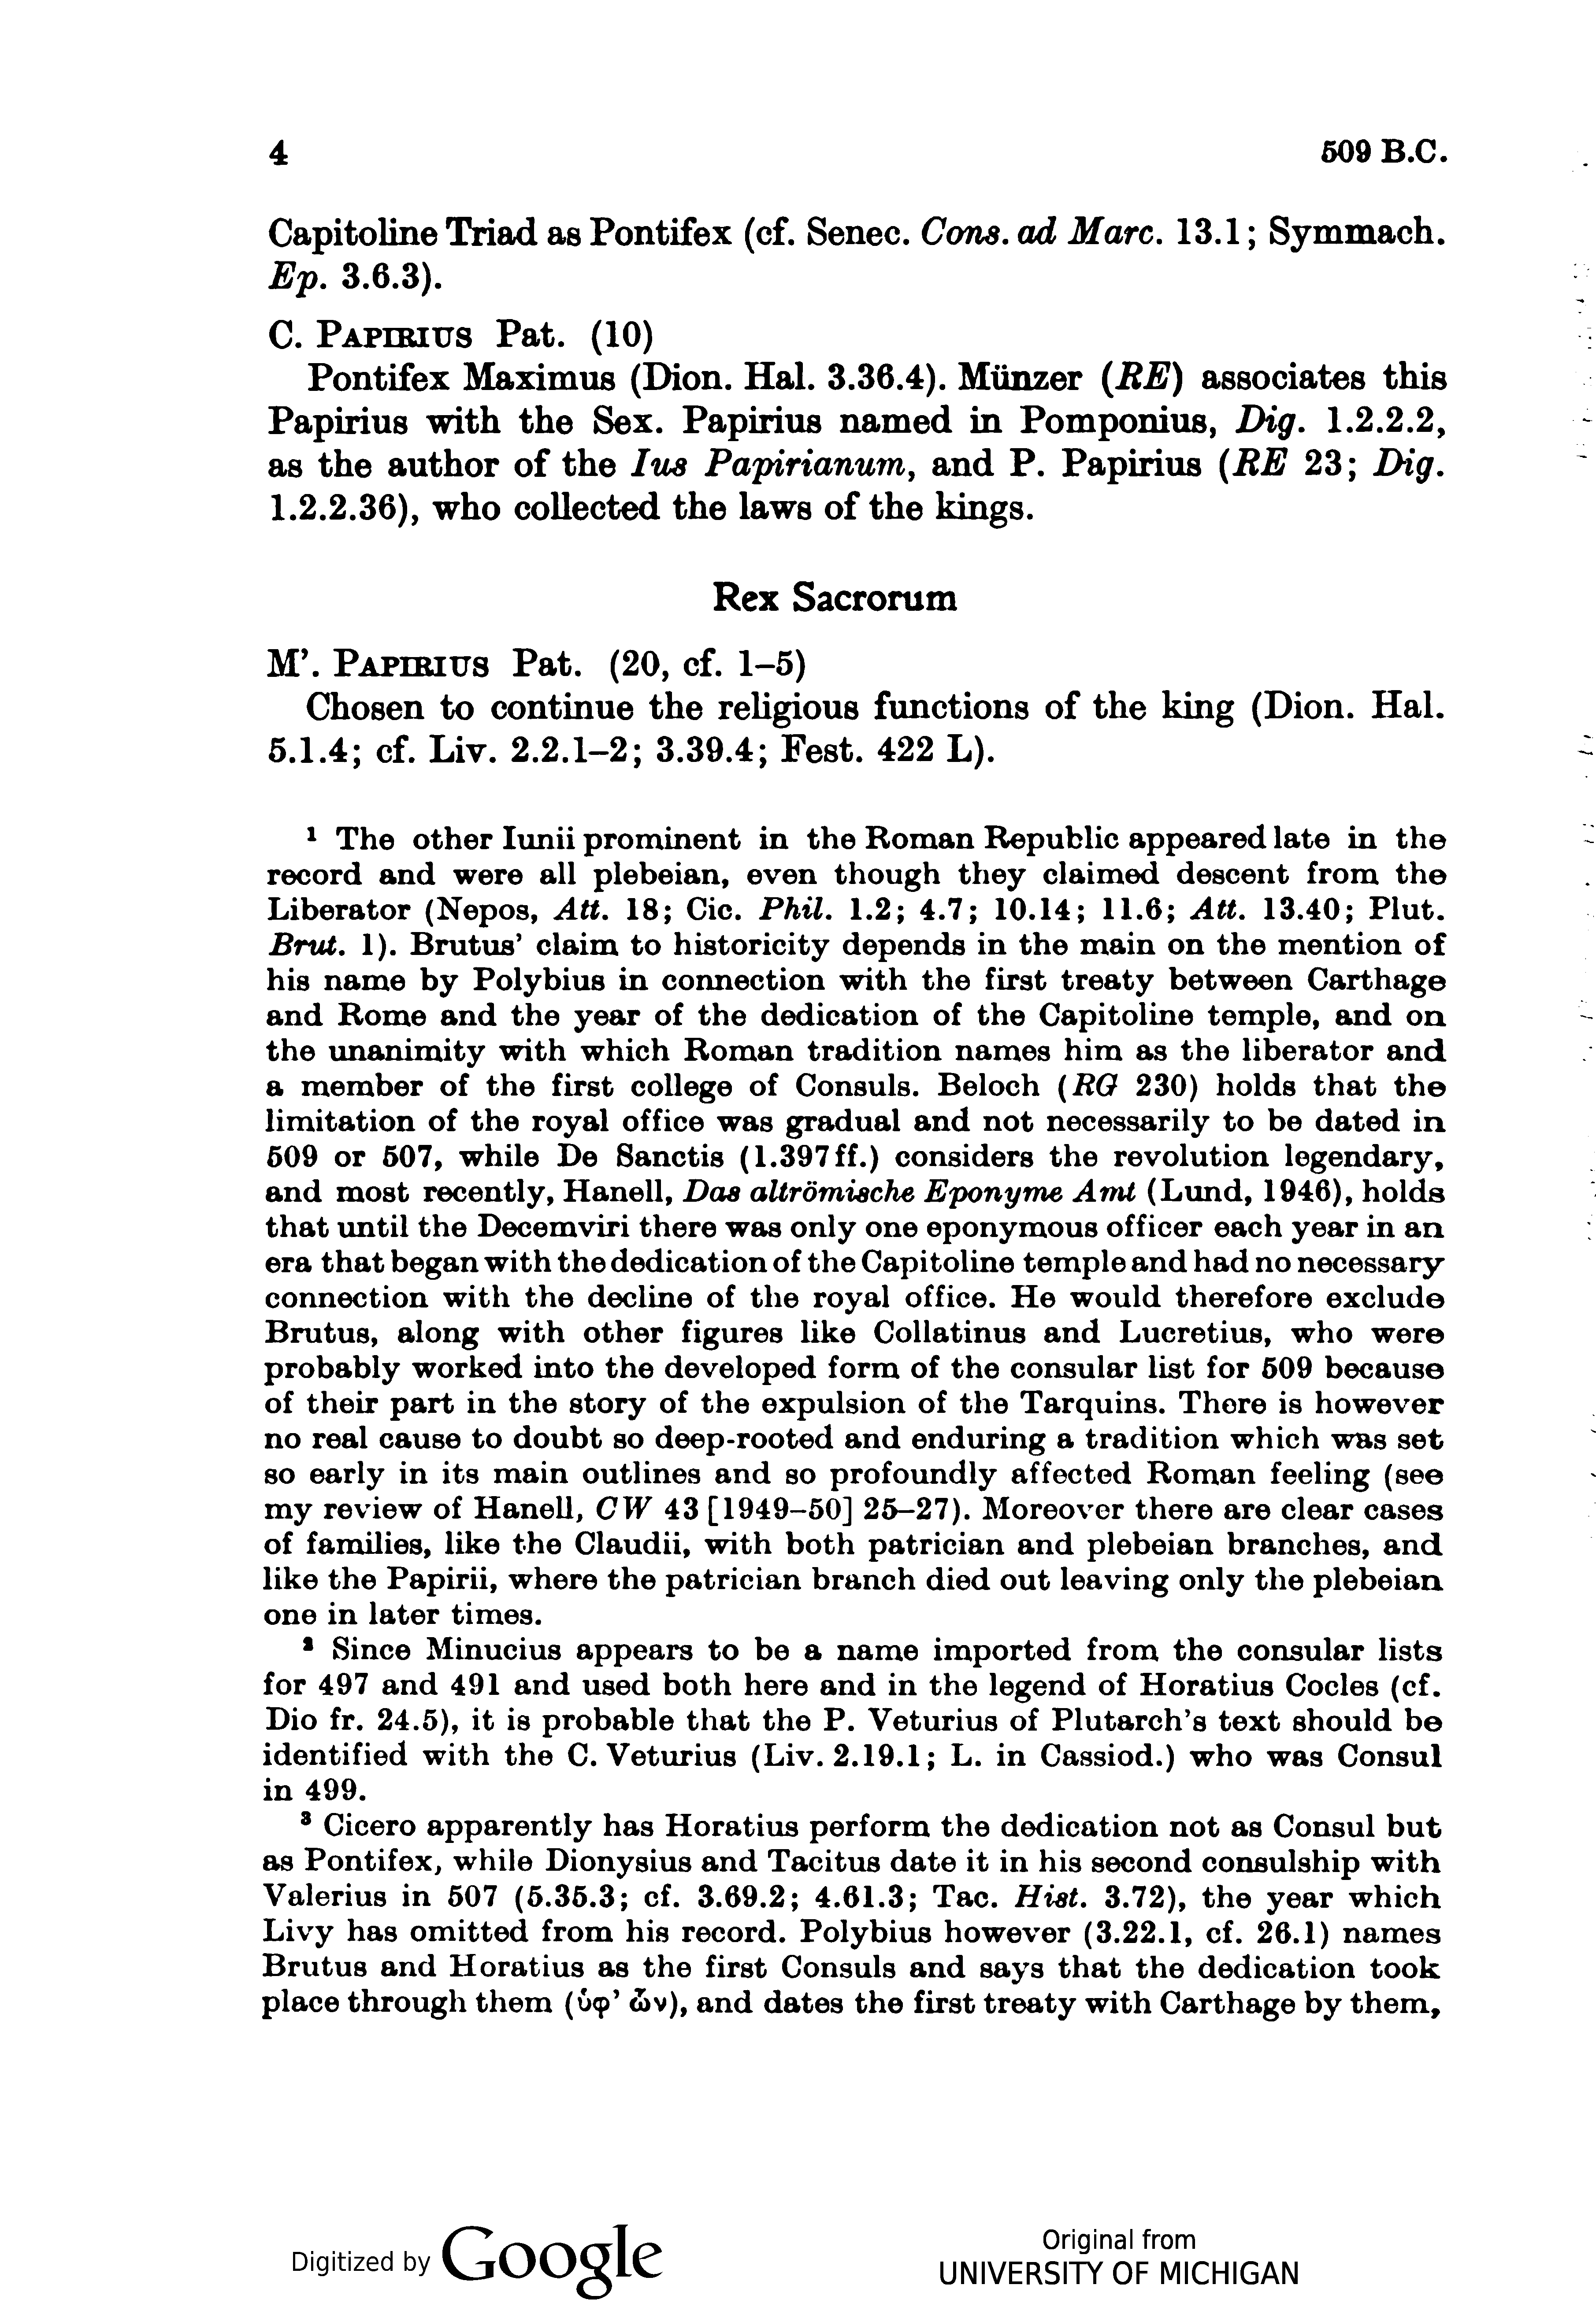 4 509 B.C.
Capitoline Triad as Pontifex (cf. Senec. Cons. ad Marc. 13.1; Symmach.
Ep. 3.6.3).
C. PAPIRIUS Pat. (10)
Pontifex Maximus (Dion. Hal. 3.36.4). Münzer (RE) associates this
Papirius with the Sex. Papirius named in Pomponius, Dig. 1.2.2.2,
as the author of the Ius Papirianum, and P. Papirius (RE 23; Dig.
1.2.2.36), who collected the laws of the kings.
Rex Sacrorum
M’. PAPIRIUS Pat. (20, cf. 1–5)
Chosen to continue the religious functions of the king (Dion. Hal.
5.1.4; cf. Liv. 2.2.1–2; 3.39.4; Fest. 422 L).
¹ The other Iunii prominent in the Roman Republic appeared late in the
record and were all plebeian, even though they claimed descent from the
Liberator (Nepos, Att. 18; Cic. Phil. 1.2; 4.7; 10.14; 11.6; Att. 13.40; Plut.
Brut. 1). Brutus’ claim to historicity depends in the main on the mention of
his name by Polybius in connection with the first treaty between Carthage
and Rome and the year of the dedication of the Capitoline temple, and on
the unanimity with which Roman tradition names him as the liberator and
a member of the first college of Consuls. Beloch (RG 230) holds that the
limitation of the royal office was gradual and not necessarily to be dated in
509 or 507, while De Sanctis (1.397ff.) considers the revolution legendary,
and most recently, Hanell, Das altrömische Eponyme Amt (Lund, 1946), holds
that until the Decemviri there was only one eponymous officer each year in an
era that began with the dedication of the Capitoline temple and had no necessary
connection with the decline of the royal office. He would therefore exclude
Brutus, along with other figures like Collatinus and Lucretius, who were
probably worked into the developed form of the consular list for 509 because
of their part in the story of the expulsion of the Tarquins. There is however
no real cause to doubt so deep-rooted and enduring a tradition which was set
so early in its main outlines and so profoundly affected Roman feeling (see
my review of Hanell, CW 43 [1949–50] 25–27). Moreover there are clear cases
of families, like the Claudii, with both patrician and plebeian branches, and
like the Papirii, where the patrician branch died out leaving only the plebeian
one in later times.
² Since Minucius appears to be a name imported from the consular lists
for 497 and 491 and used both here and in the legend of Horatius Cocles (cf.
Dio fr. 24.5), it is probable that the P. Veturius of Plutarch’s text should be
identified with the C. Veturius (Liv. 2.19.1; L. in Cassiod.) who was Consul
in 499.
³ Cicero apparently has Horatius perform the dedication not as Consul but
as Pontifex, while Dionysius and Tacitus date it in his second consulship with
Valerius in 507 (5.35.3; cf. 3.69.2; 4.61.3; Tac. Hist. 3.72), the year which
Livy has omitted from his record. Polybius however (3.22.1, cf. 26.1) names
Brutus and Horatius as the first Consuls and says that the dedication took
place through them (ὑφ’ ὧν), and dates the first treaty with Carthage by them,
Digitized by Google
Original from
UNIVERSITY OF MICHIGAN